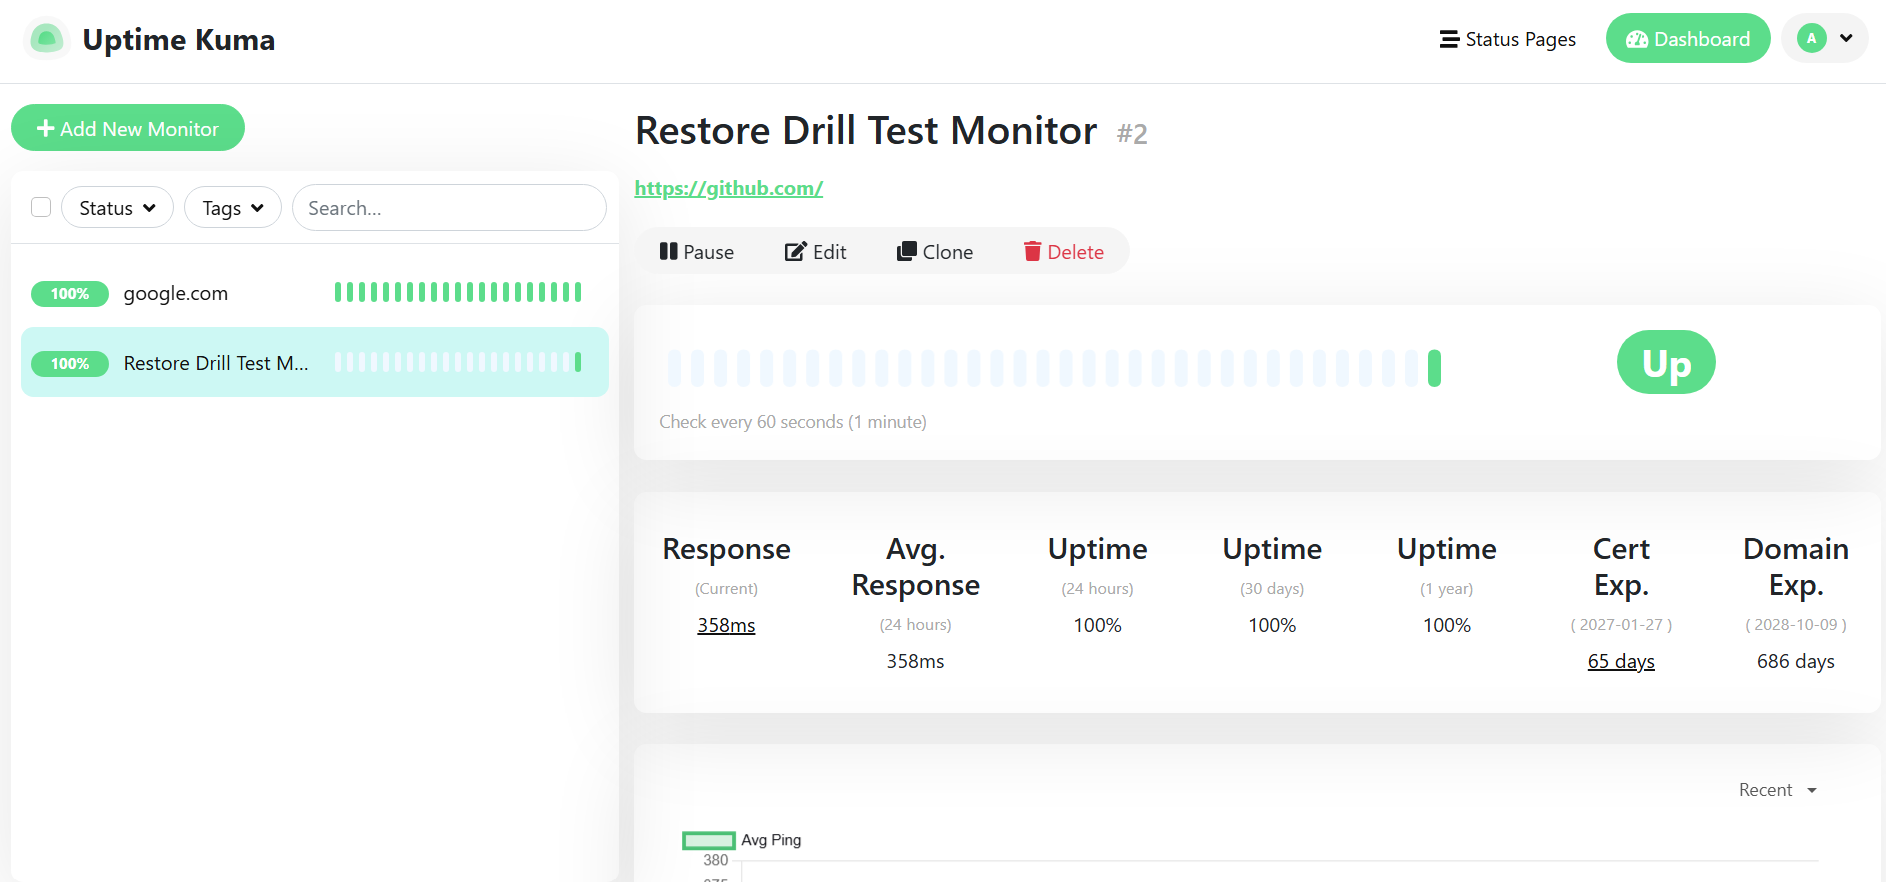 Uptime Kuma
Status Pages
Dashboard
A
Add New Monitor
Status
Tags
Search...
100% google.com
100% Restore Drill Test M...
Restore Drill Test Monitor #2
https://github.com/
Pause Edit Clone Delete
Up
Check every 60 seconds (1 minute)
Response
(Current)
358ms
Avg.
Response
(24 hours)
358ms
Uptime
(24 hours)
100%
Uptime
(30 days)
100%
Uptime
(1 year)
100%
Cert
Exp.
( 2027-01-27 )
65 days
Domain
Exp.
( 2028-10-09 )
686 days
Recent
Avg Ping
380